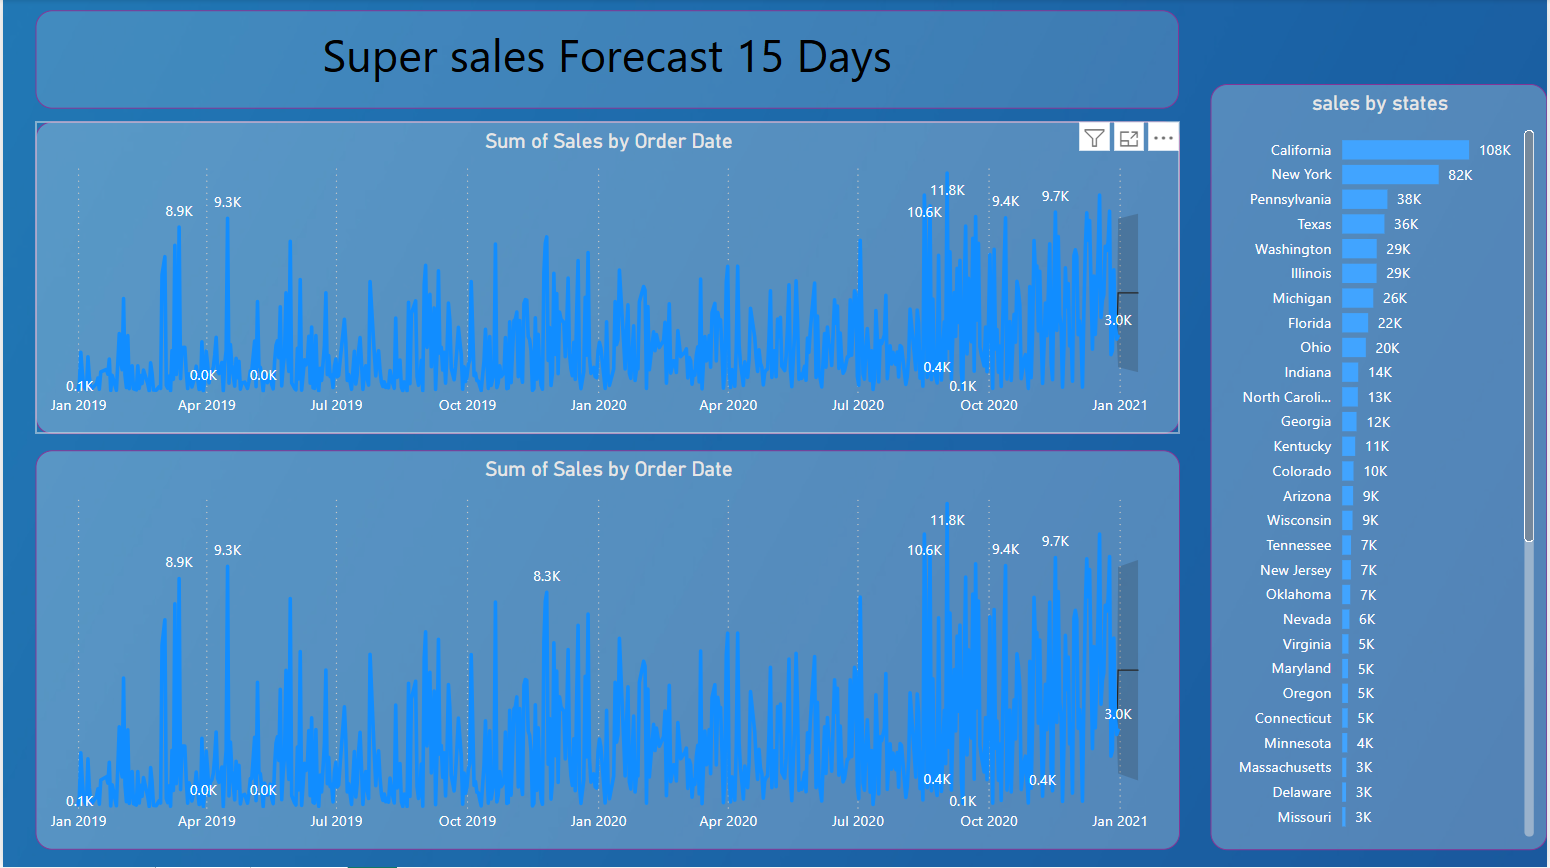 Super sales Forecast 15 Days
Sum of Sales by Order Date
11.8K
9.3K
9.7K
8.9K
9.4K
10.6K
3.0K
0.4K
0.0K
0.0K
0.1K
0.1K
Jan 2019
Apr 2019
Jul 2019
Oct 2019
Jan 2020
Apr 2020
Jul 2020
Oct 2020
Jan 2021
Sum of Sales by Order Date
11.8K
9.7K
9.3K
10.6K
9.4K
8.9K
8.3K
3.0K
0.4K
0.4K
0.0K
0.0K
0.1K
0.1K
Jan 2019
Apr 2019
Jul 2019
Oct 2019
Jan 2020
Apr 2020
Jul 2020
Oct 2020
Jan 2021
sales by states
California 108K
New York 82K
Pennsylvania 38K
Texas 36K
Washington 29K
Illinois 29K
Michigan 26K
Florida 22K
Ohio 20K
Indiana 14K
North Caroli... 13K
Georgia 12K
Kentucky 11K
Colorado 10K
Arizona 9K
Wisconsin 9K
Tennessee 7K
New Jersey 7K
Oklahoma 7K
Nevada 6K
Virginia 5K
Maryland 5K
Oregon 5K
Connecticut 5K
Minnesota 4K
Massachusetts 3K
Delaware 3K
Missouri 3K